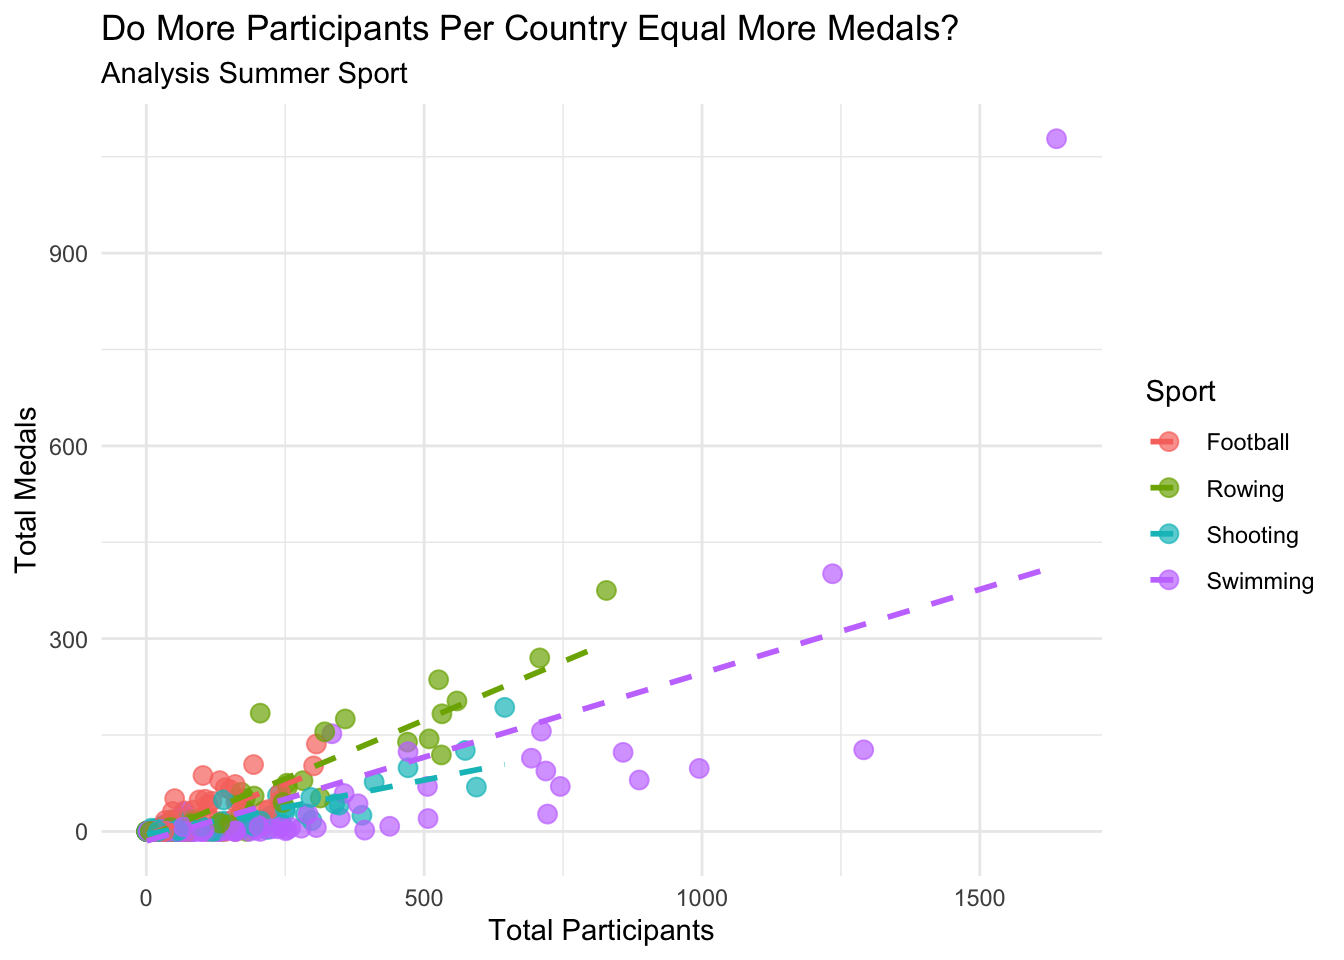 Do More Participants Per Country Equal More Medals?
Analysis Summer Sport
Total Medals
900
600
300
0
0 500 1000 1500
Total Participants
Sport
Football
Rowing
Shooting
Swimming